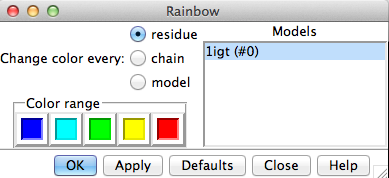 Rainbow
residue
Change color every: chain
model
Color range
Models
1igt (#0)
OK Apply Defaults Close Help